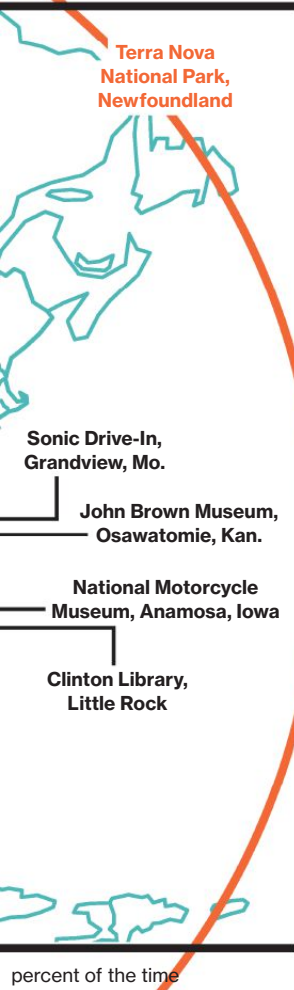 Terra Nova
National Park,
Newfoundland
Sonic Drive-In,
Grandview, Mo.
John Brown Museum,
Osawatomie, Kan.
National Motorcycle
Museum, Anamosa, Iowa
Clinton Library,
Little Rock
percent of the time